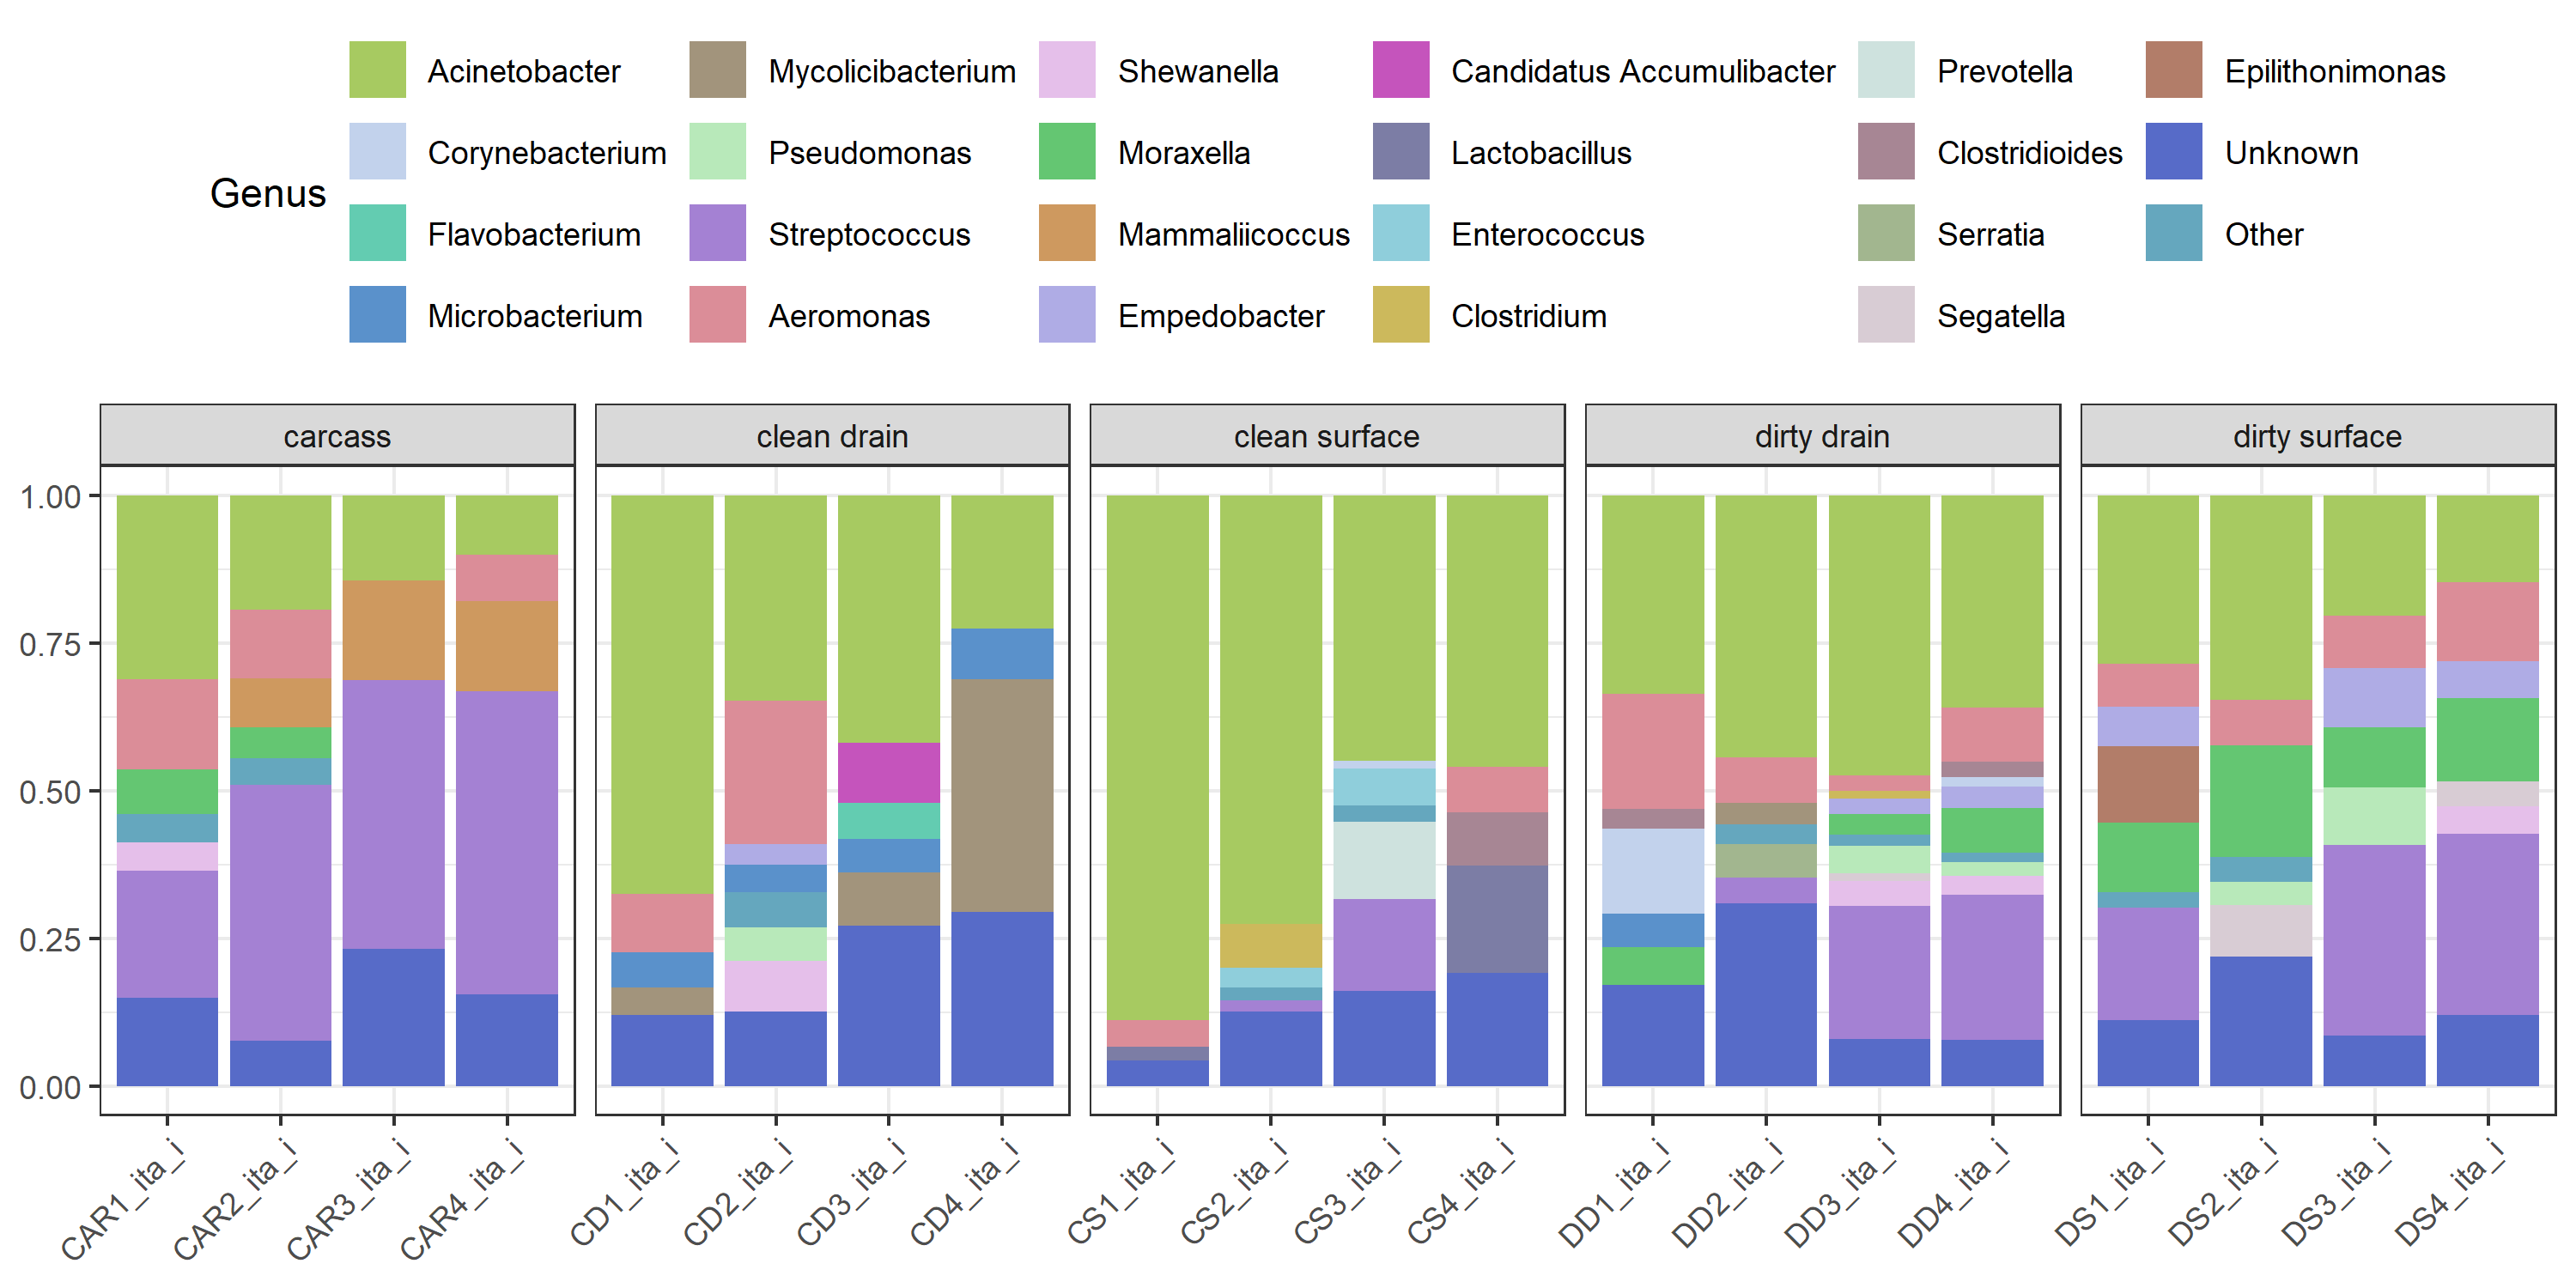 Genus
Acinetobacter Mycolicibacterium Shewanella Candidatus Accumulibacter Prevotella Epilithonimonas
Corynebacterium Pseudomonas Moraxella Lactobacillus Clostridioides Unknown
Flavobacterium Streptococcus Mammaliicoccus Enterococcus Serratia Other
Microbacterium Aeromonas Empedobacter Clostridium Segatella
carcass clean drain clean surface dirty drain dirty surface
1.00
0.75
0.50
0.25
0.00
CAR1_ita_i CAR2_ita_i CAR3_ita_i CAR4_ita_i CD1_ita_i CD2_ita_i CD3_ita_i CD4_ita_i CS1_ita_i CS2_ita_i CS3_ita_i CS4_ita_i DD1_ita_i DD2_ita_i DD3_ita_i DD4_ita_i DS1_ita_i DS2_ita_i DS3_ita_i DS4_ita_i